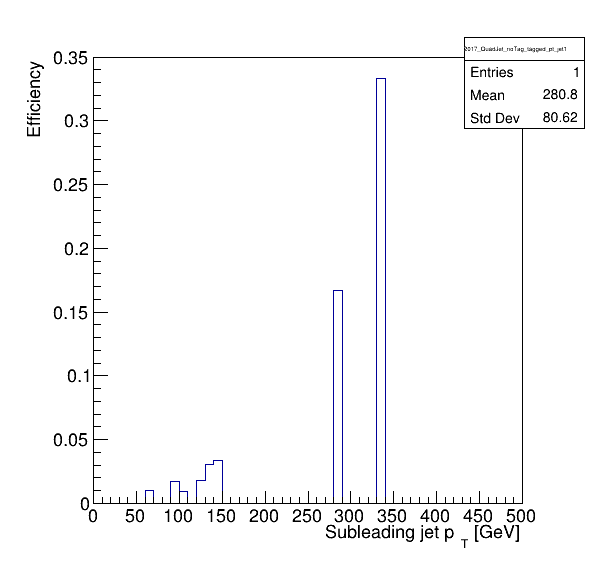 2017_QuadJet_noTag_tagged_pt_jet1
Entries 1
Mean 280.8
Std Dev 80.62
Efficiency
0.35
0.3
0.25
0.2
0.15
0.1
0.05
0
0 50 100 150 200 250 300 350 400 450 500
Subleading jet p T [GeV]